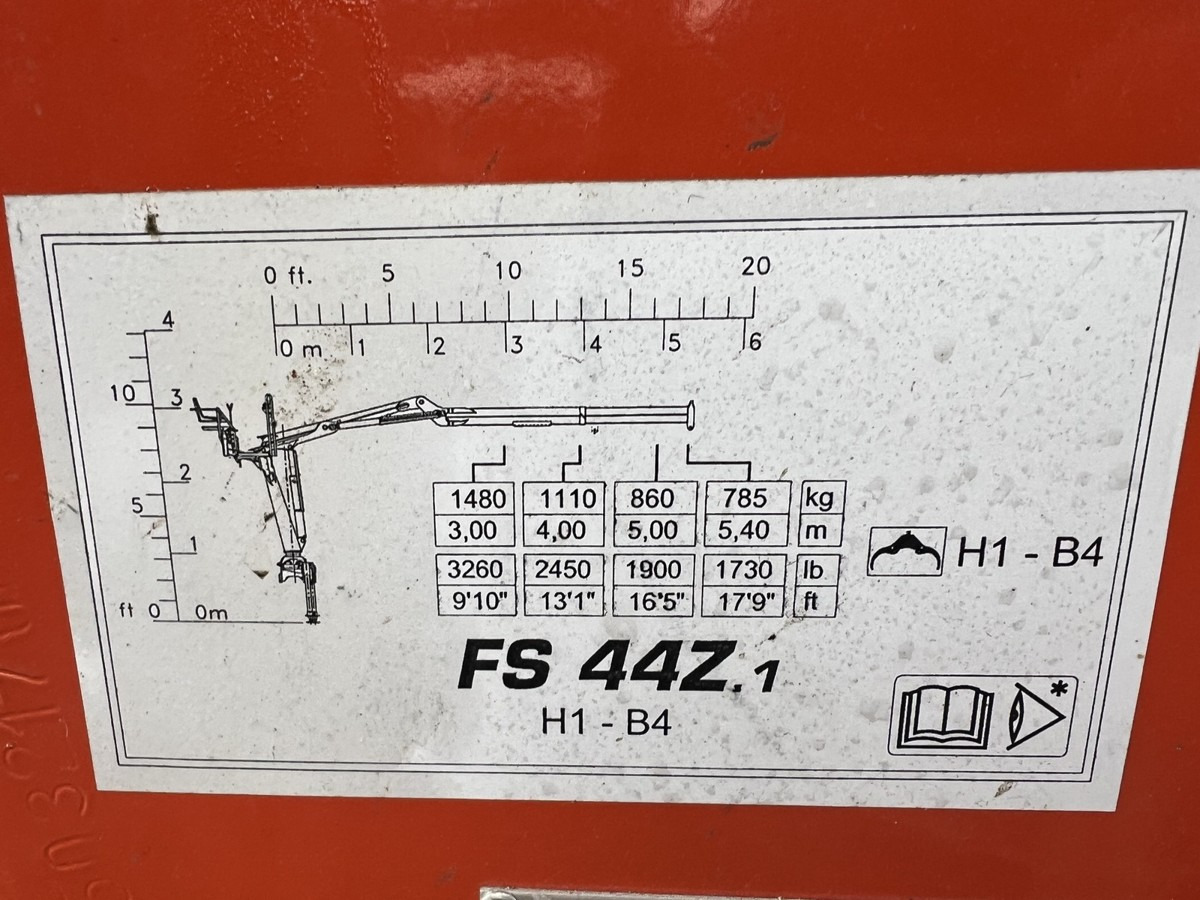 0 ft. 5 10 15 20
0 m 1 2 3 4 5 6
4
10 3
2
5
1
ft 0 0m
1480 1110 860 785 kg
3,00 4,00 5,00 5,40 m
3260 2450 1900 1730 lb
9'10" 13'1" 16'5" 17'9" ft
H1 - B4
FS 44Z.1
H1 - B4
*